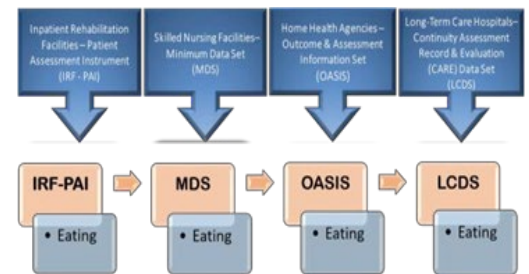 Inpatient Rehabilitation
Facilities – Patient
Assessment Instrument
(IRF - PAI)
Skilled Nursing Facilities–
Minimum Data Set
(MDS)
Home Health Agencies –
Outcome & Assessment
Information Set
(OASIS)
Long-Term Care Hospitals–
Continuity Assessment
Record & Evaluation
(CARE) Data Set
(LCDS)
IRF-PAI
MDS
OASIS
LCDS
• Eating
• Eating
• Eating
• Eating